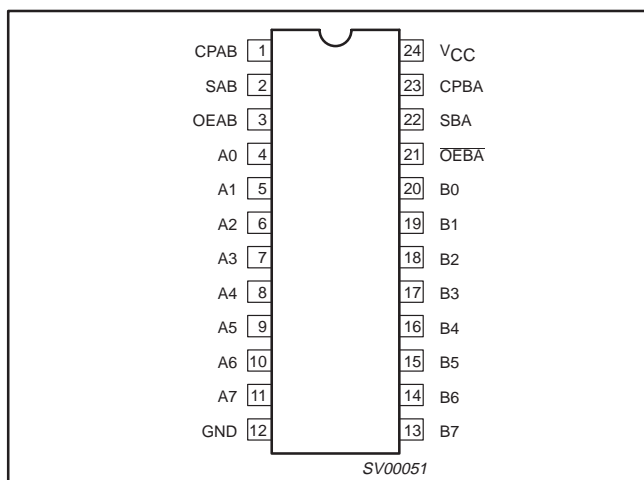 CPAB 1 24 VCC
SAB 2 23 CPBA
OEAB 3 22 SBA
A0 4 21 OEBA
A1 5 20 B0
A2 6 19 B1
A3 7 18 B2
A4 8 17 B3
A5 9 16 B4
A6 10 15 B5
A7 11 14 B6
GND 12 13 B7
SV00051